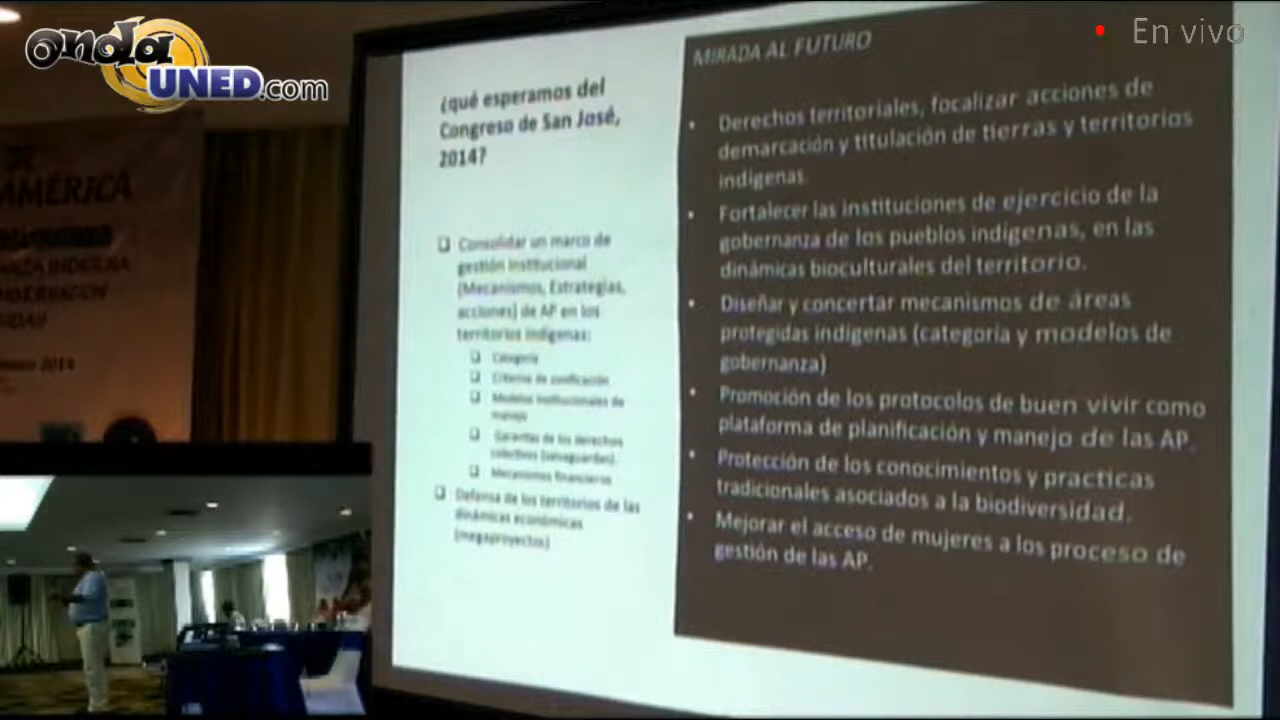 onda
UNED.com
En vivo
AMÉRICA
2014
¿qué esperamos del
Congreso de San José,
2014?
Consolidar un marco de
gestión institucional
(Mecanismos, Estrategias,
acciones) de AP en los
territorios indígenas:
Categoría
Criterios de zonificación
Modelos institucionales de
manejo
Garantías de los derechos
colectivos (salvaguardas).
Mecanismos financieros
Defensa de los territorios de las
dinámicas económicas
(megaproyectos)
MIRADA AL FUTURO
• Derechos territoriales, focalizar acciones de
demarcación y titulación de tierras y territorios
indígenas.
• Fortalecer las instituciones de ejercicio de la
gobernanza de los pueblos indígenas, en las
dinámicas bioculturales del territorio.
• Diseñar y concertar mecanismos de áreas
protegidas indígenas (categoría y modelos de
gobernanza)
• Promoción de los protocolos de buen vivir como
plataforma de planificación y manejo de las AP.
• Protección de los conocimientos y practicas
tradicionales asociados a la biodiversidad.
• Mejorar el acceso de mujeres a los proceso de
gestión de las AP.